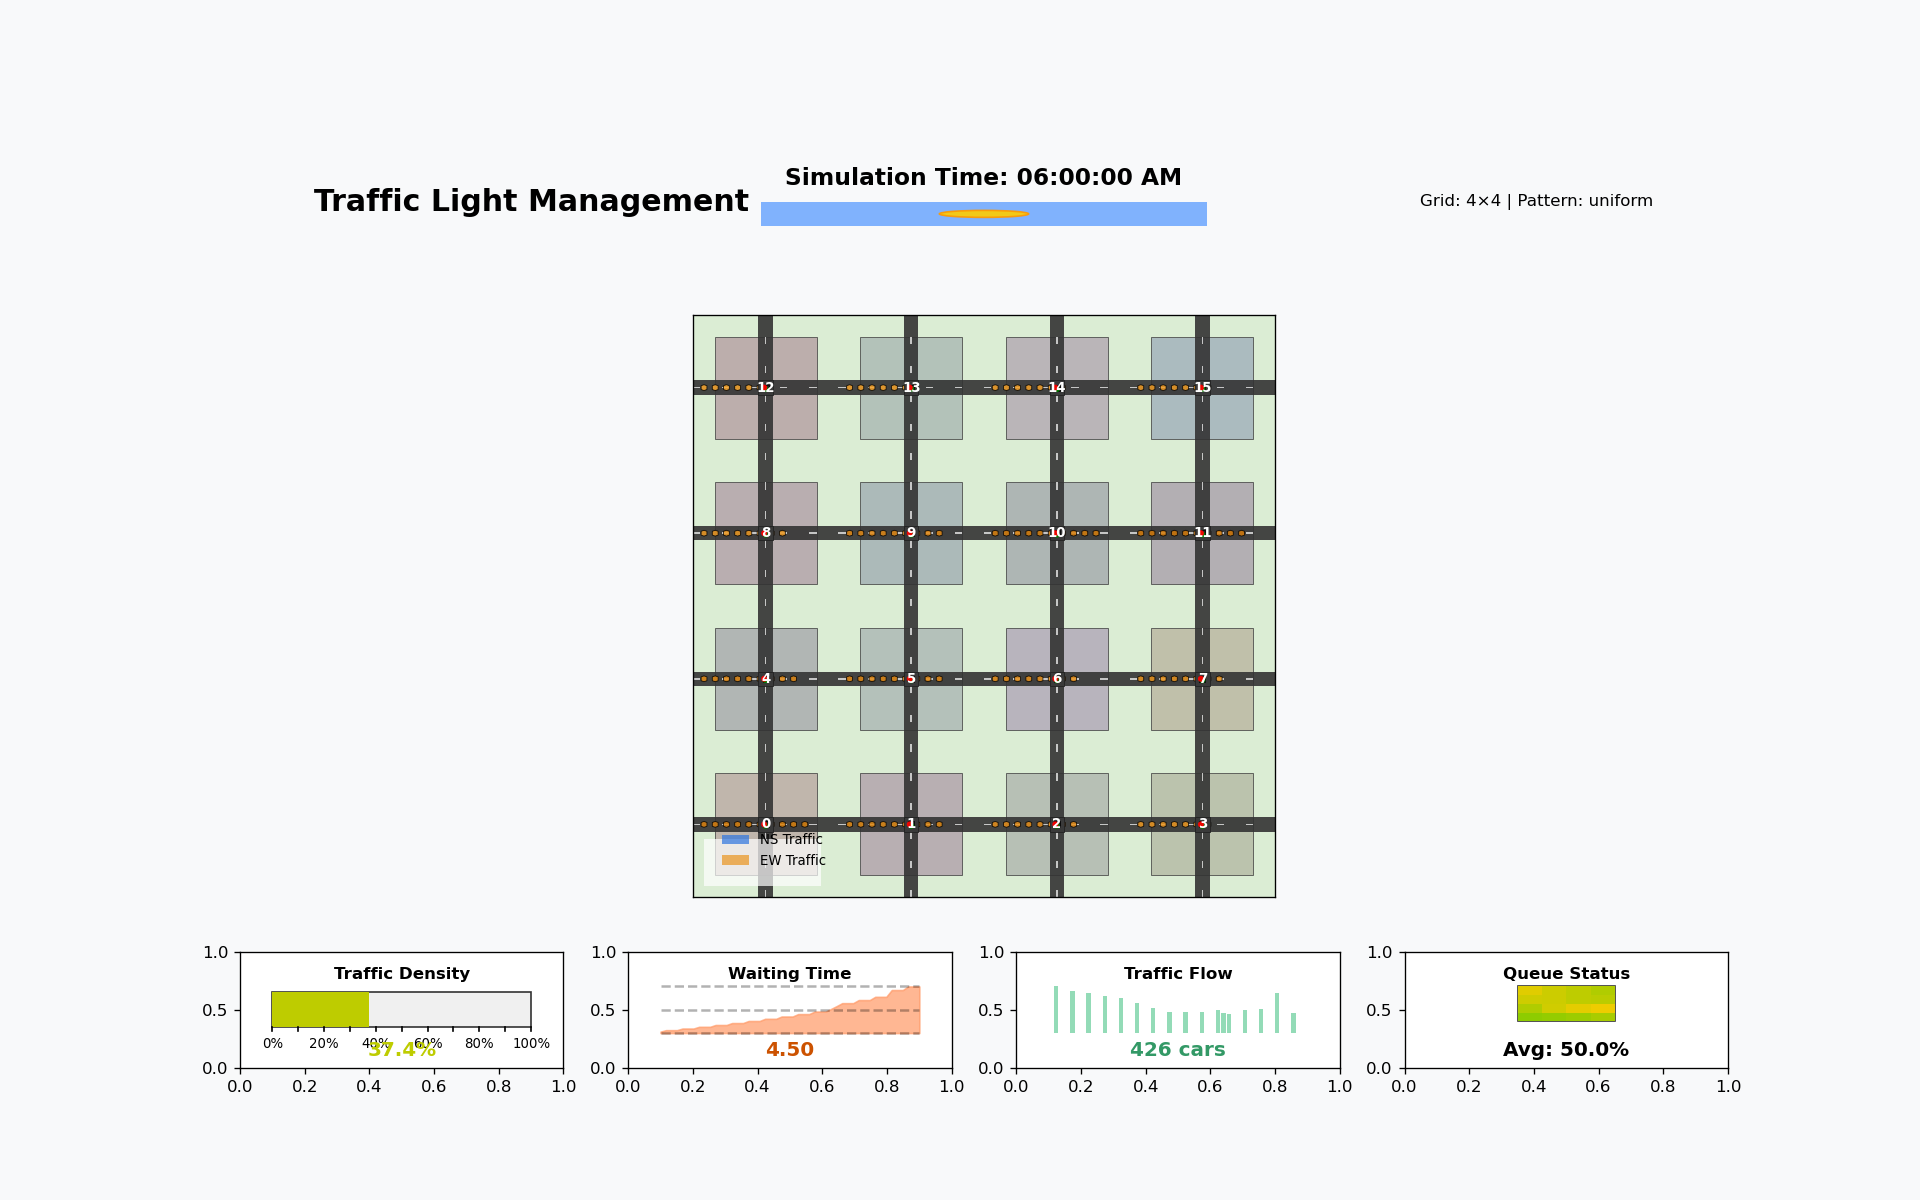 Simulation Time: 06:00:00 AM
Traffic Light Management
Grid: 4×4 | Pattern: uniform
12 13 14 15
8 9 10 11
4 5 6 7
0 1 2 3
NS Traffic
EW Traffic
Traffic Density
1.0
0.5
0.0
0% 20% 40% 60% 80% 100%
37.4%
0.0 0.2 0.4 0.6 0.8 1.0
Waiting Time
1.0
0.5
0.0
4.50
0.0 0.2 0.4 0.6 0.8 1.0
Traffic Flow
1.0
0.5
0.0
426 cars
0.0 0.2 0.4 0.6 0.8 1.0
Queue Status
1.0
0.5
0.0
Avg: 50.0%
0.0 0.2 0.4 0.6 0.8 1.0